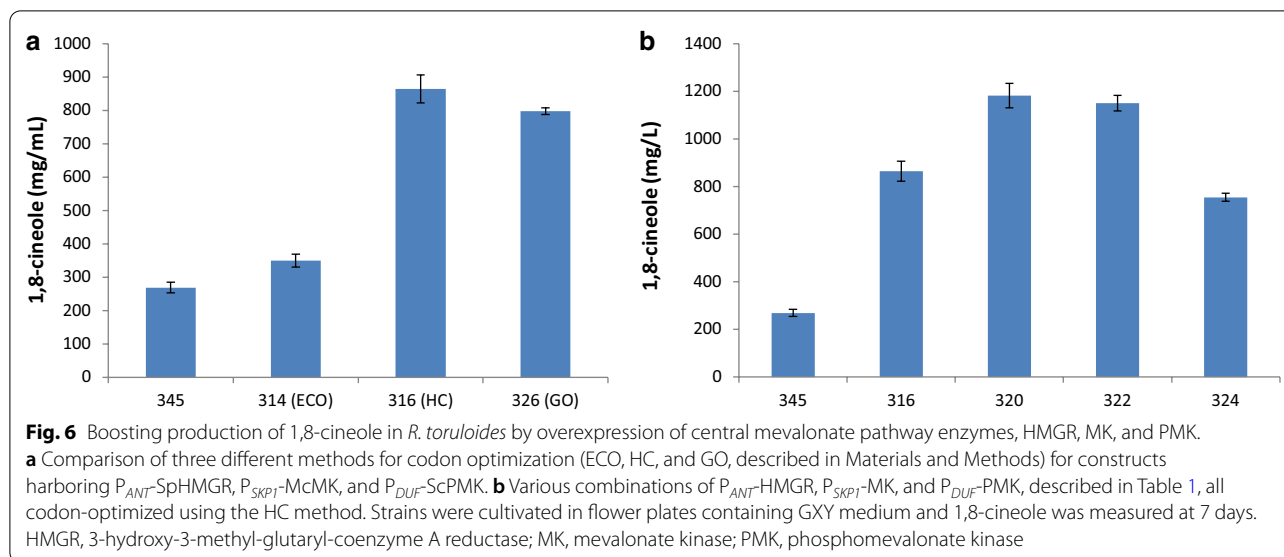 a
1000
900
800
700
600
500
400
300
200
100
0
1,8-cineole (mg/mL)
345 314 (ECO) 316 (HC) 326 (GO)
b
1400
1200
1000
800
600
400
200
0
1,8-cineole (mg/L)
345 316 320 322 324
Fig. 6 Boosting production of 1,8-cineole in R. toruloides by overexpression of central mevalonate pathway enzymes, HMGR, MK, and PMK.
a Comparison of three different methods for codon optimization (ECO, HC, and GO, described in Materials and Methods) for constructs
harboring PANT-SpHMGR, PSKP1-McMK, and PDUF-ScPMK. b Various combinations of PANT-HMGR, PSKP1-MK, and PDUF-PMK, described in Table 1, all
codon-optimized using the HC method. Strains were cultivated in flower plates containing GXY medium and 1,8-cineole was measured at 7 days.
HMGR, 3-hydroxy-3-methyl-glutaryl-coenzyme A reductase; MK, mevalonate kinase; PMK, phosphomevalonate kinase